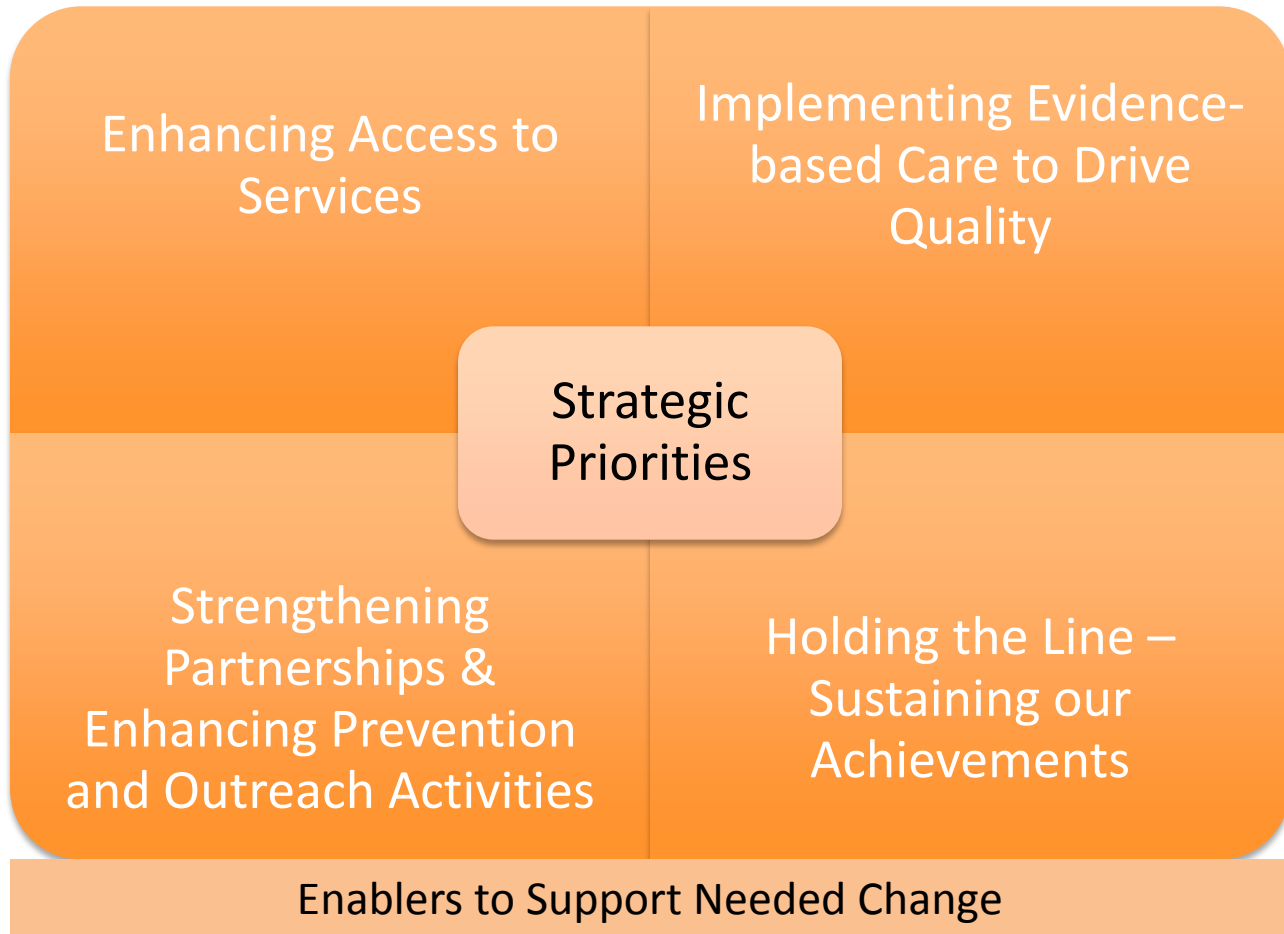 Enhancing Access to
Services
Implementing Evidence-
based Care to Drive
Quality
Strategic
Priorities
Strengthening
Partnerships &
Enhancing Prevention
and Outreach Activities
Holding the Line –
Sustaining our
Achievements
Enablers to Support Needed Change